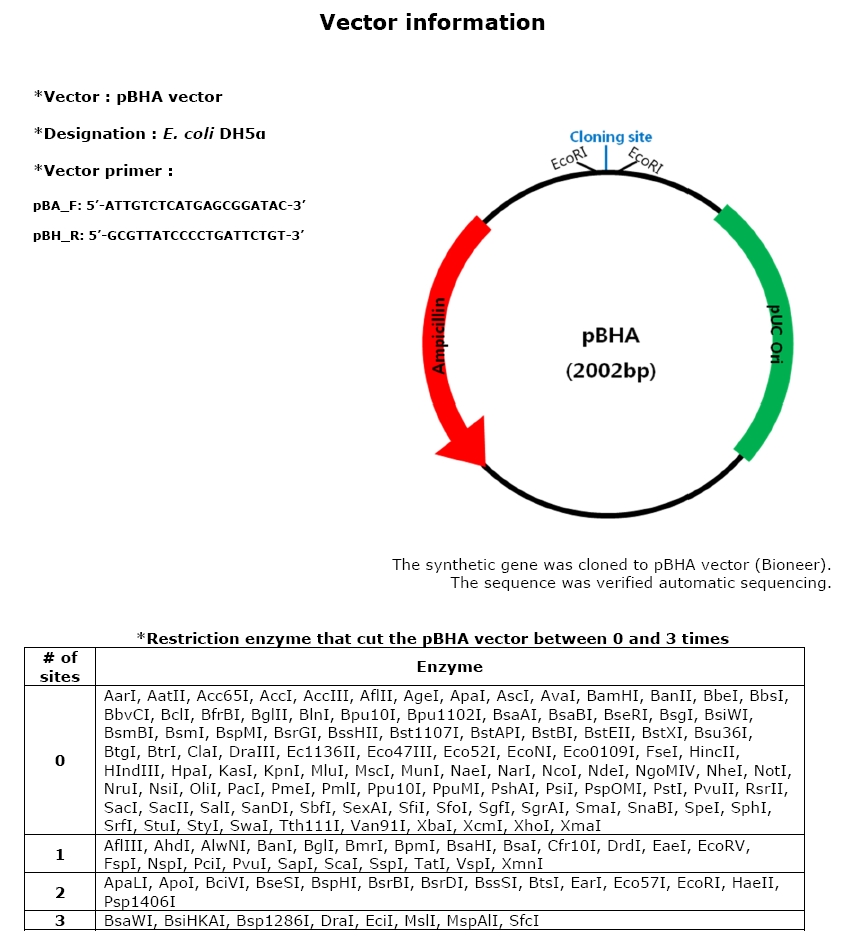 Vector information
*Vector : pBHA vector
*Designation : E. coli DH5α
*Vector primer :
pBA_F: 5’-ATTGTCTCATGAGCGGATAC-3’
pBH_R: 5’-GCGTTATCCCCTGATTCTGT-3’
Cloning site
EcoRI
EcoRI
Ampicillin
pUC Ori
pBHA
(2002bp)
The synthetic gene was cloned to pBHA vector (Bioneer).
The sequence was verified automatic sequencing.
*Restriction enzyme that cut the pBHA vector between 0 and 3 times
# of
sites
Enzyme
0
AarI, AatII, Acc65I, AccI, AccIII, AflII, AgeI, ApaI, AscI, AvaI, BamHI, BanII, BbeI, BbsI,
BbvCI, BclI, BfrBI, BglII, BlnI, Bpu10I, Bpu1102I, BsaAI, BsaBI, BseRI, BsgI, BsiWI,
BsmBI, BsmI, BspMI, BsrGI, BssHII, Bst1107I, BstAPI, BstBI, BstEII, BstXI, Bsu36I,
BtgI, BtrI, ClaI, DraIII, Ec1136II, Eco47III, Eco52I, EcoNI, Eco0109I, FseI, HincII,
HIndIII, HpaI, KasI, KpnI, MluI, MscI, MunI, NaeI, NarI, NcoI, NdeI, NgoMIV, NheI, NotI,
NruI, NsiI, OliI, PacI, PmeI, PmlI, Ppu10I, PpuMI, PshAI, PsiI, PspOMI, PstI, PvuII, RsrII,
SacI, SacII, SalI, SanDI, SbfI, SexAI, SfiI, SfoI, SgfI, SgrAI, SmaI, SnaBI, SpeI, SphI,
SrfI, StuI, StyI, SwaI, Tth111I, Van91I, XbaI, XcmI, XhoI, XmaI
1
AflIII, AhdI, AlwNI, BanI, BglI, BmrI, BpmI, BsaHI, BsaI, Cfr10I, DrdI, EaeI, EcoRV,
FspI, NspI, PciI, PvuI, SapI, ScaI, SspI, TatI, VspI, XmnI
2
ApaLI, ApoI, BciVI, BseSI, BspHI, BsrBI, BsrDI, BssSI, BtsI, EarI, Eco57I, EcoRI, HaeII,
Psp1406I
3
BsaWI, BsiHKAI, Bsp1286I, DraI, EciI, MslI, MspAlI, SfcI